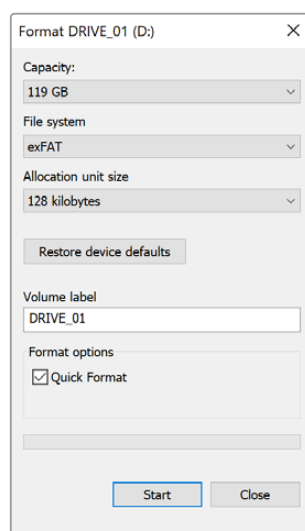 Format DRIVE_01 (D:)
Capacity:
119 GB
File system
exFAT
Allocation unit size
128 kilobytes
Restore device defaults
Volume label
DRIVE_01
Format options
Quick Format
Start Close